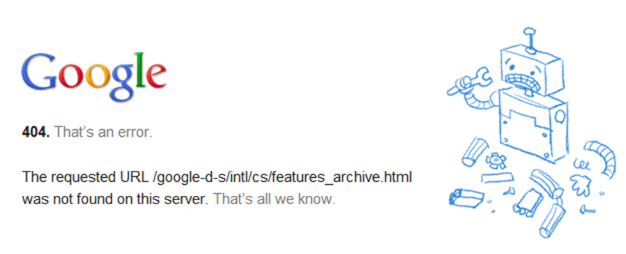 Google
404. That's an error.
The requested URL /google-d-s/intl/cs/features_archive.html
was not found on this server. That's all we know.